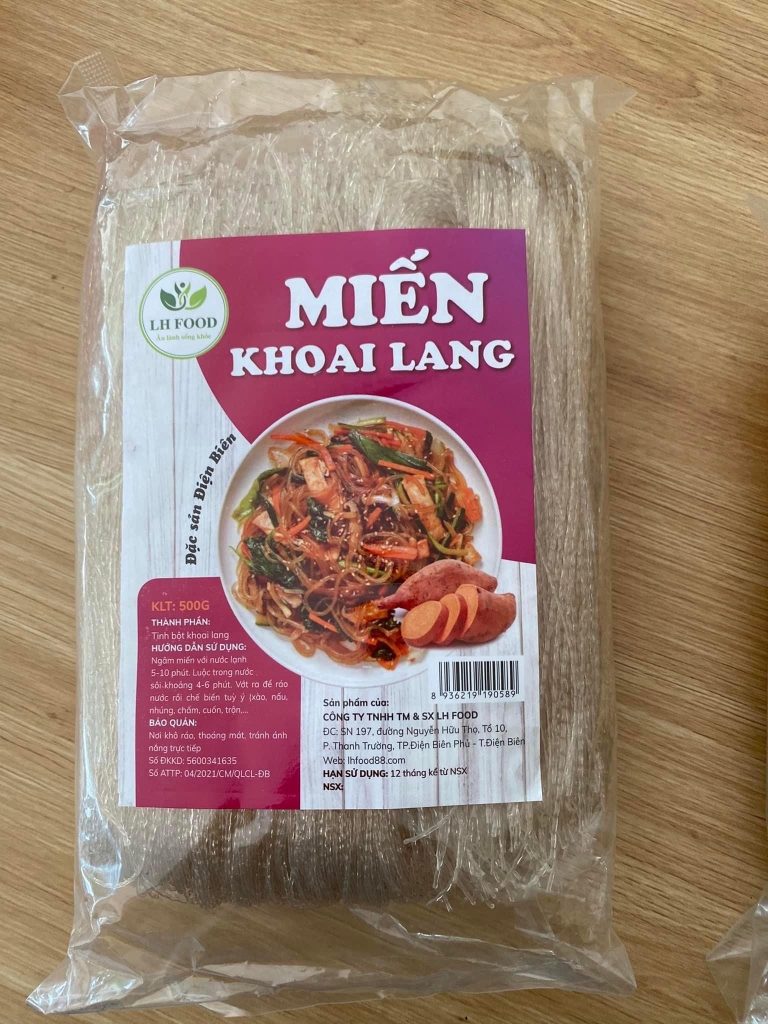 LH FOOD
Ăn lành sống khỏe
MIẾN
KHOAI LANG
Đặc sản Điện Biên
KLT: 500G
THÀNH PHẦN:
Tinh bột khoai lang
HƯỚNG DẪN SỬ DỤNG:
Ngâm miến với nước lạnh
5-10 phút. Luộc trong nước
sôi khoảng 4-6 phút. Vớt ra để ráo
nước rồi chế biến tuỳ ý (xào, nấu,
nhúng, chấm, cuốn, trộn,...
BẢO QUẢN:
Nơi khô ráo, thoáng mát, tránh ánh
nắng trực tiếp
Số ĐKKD: 5600341635
Số ATTP: 04/2021/CM/QLCL-ĐB
8 936219 190589
Sản phẩm của:
CÔNG TY TNHH TM & SX LH FOOD
ĐC: SN 197, đường Nguyễn Hữu Thọ, Tổ 10,
P. Thanh Trường, TP.Điện Biên Phủ - T.Điện Biên
Web: lhfood88.com
HẠN SỬ DỤNG: 12 tháng kể từ NSX
NSX: